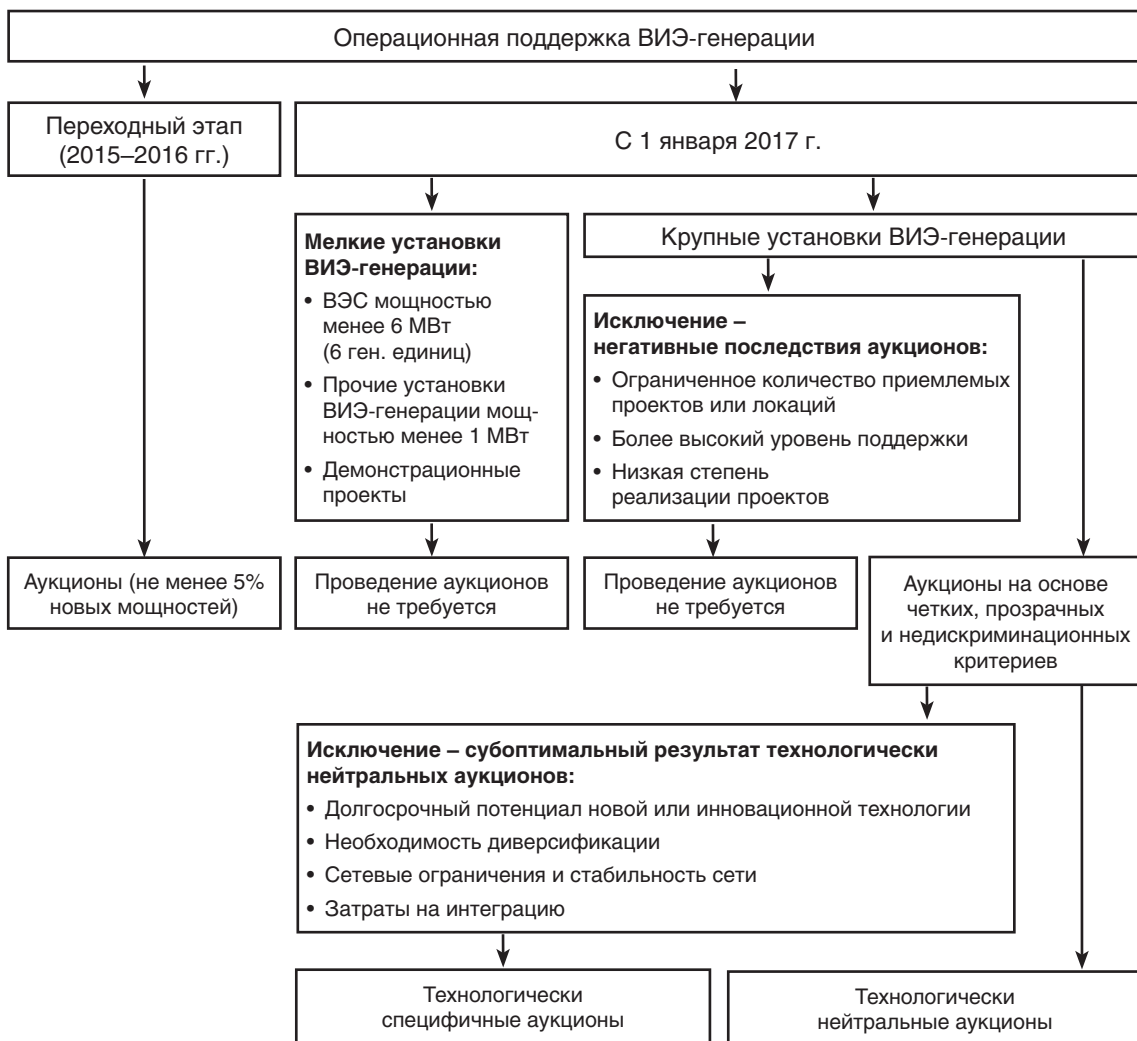 Операционная поддержка ВИЭ-генерации
Переходный этап
(2015–2016 гг.)
С 1 января 2017 г.
Мелкие установки
ВИЭ-генерации:
• ВЭС мощностью
менее 6 МВт
(6 ген. единиц)
• Прочие установки
ВИЭ-генерации мощ-
ностью менее 1 МВт
• Демонстрационные
проекты
Крупные установки ВИЭ-генерации
Исключение –
негативные последствия аукционов:
• Ограниченное количество приемлемых
проектов или локаций
• Более высокий уровень поддержки
• Низкая степень
реализации проектов
Аукционы (не менее 5%
новых мощностей)
Проведение аукционов
не требуется
Проведение аукционов
не требуется
Аукционы на основе
четких, прозрачных
и недискриминационных
критериев
Исключение – субоптимальный результат технологически
нейтральных аукционов:
• Долгосрочный потенциал новой или инновационной технологии
• Необходимость диверсификации
• Сетевые ограничения и стабильность сети
• Затраты на интеграцию
Технологически
специфичные аукционы
Технологически
нейтральные аукционы